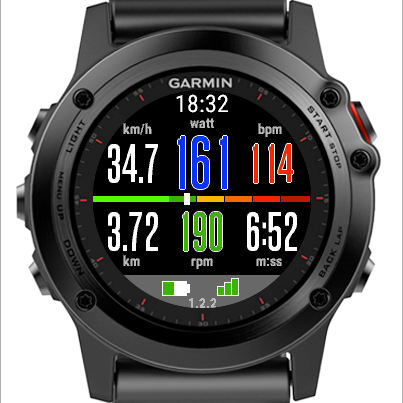 GARMIN
18:32
km/h watt bpm
34.7 161 114
3.72 190 6:52
km rpm m:ss
1.2.2
LIGHT
MENU UP
DOWN
START STOP
BACK LAP
30